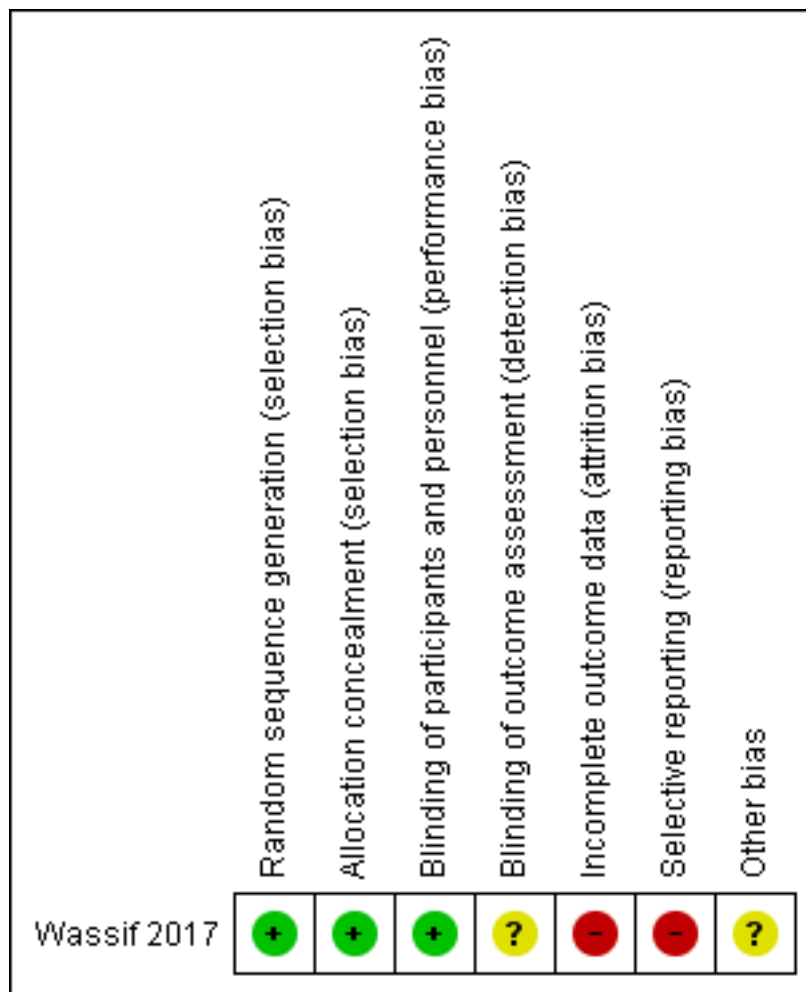 Random sequence generation (selection bias)
Allocation concealment (selection bias)
Blinding of participants and personnel (performance bias)
Blinding of outcome assessment (detection bias)
Incomplete outcome data (attrition bias)
Selective reporting (reporting bias)
Other bias
Wassif 2017 + + + ? - - ?